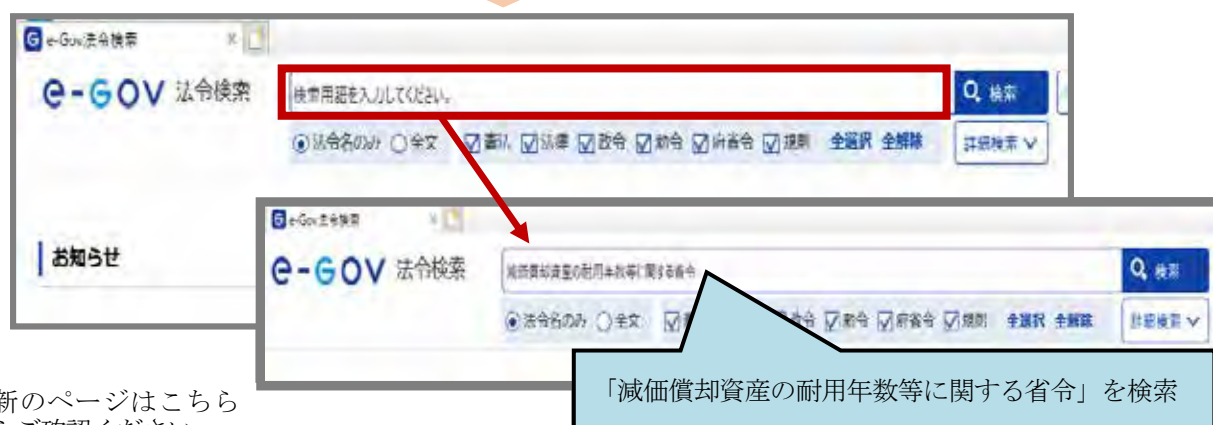 e-Gov法令検索
e-GOV 法令検索
検索用語を入力してください。
検索
法令名のみ 全文 憲法 法律 政令 勅令 府省令 規則 全選択 全解除
詳細検索
お知らせ
e-Gov法令検索
e-GOV 法令検索
減価償却資産の耐用年数等に関する省令
検索
法令名のみ 全文 勅令 府省令 規則 全選択 全解除
詳細検索
「減価償却資産の耐用年数等に関する省令」を検索
新のページはこちら
ご確認ください